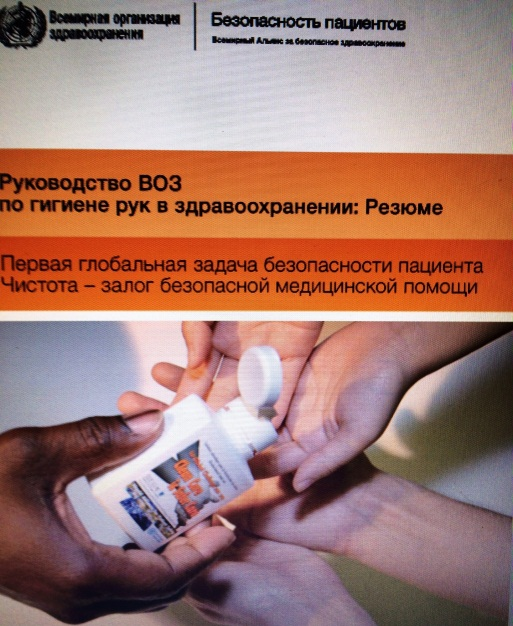 Всемирная организация
здравоохранения
Безопасность пациентов
Всемирный Альянс за безопасное здравоохранение
Руководство ВОЗ
по гигиене рук в здравоохранении: Резюме
Первая глобальная задача безопасности пациента
Чистота – залог безопасной медицинской помощи